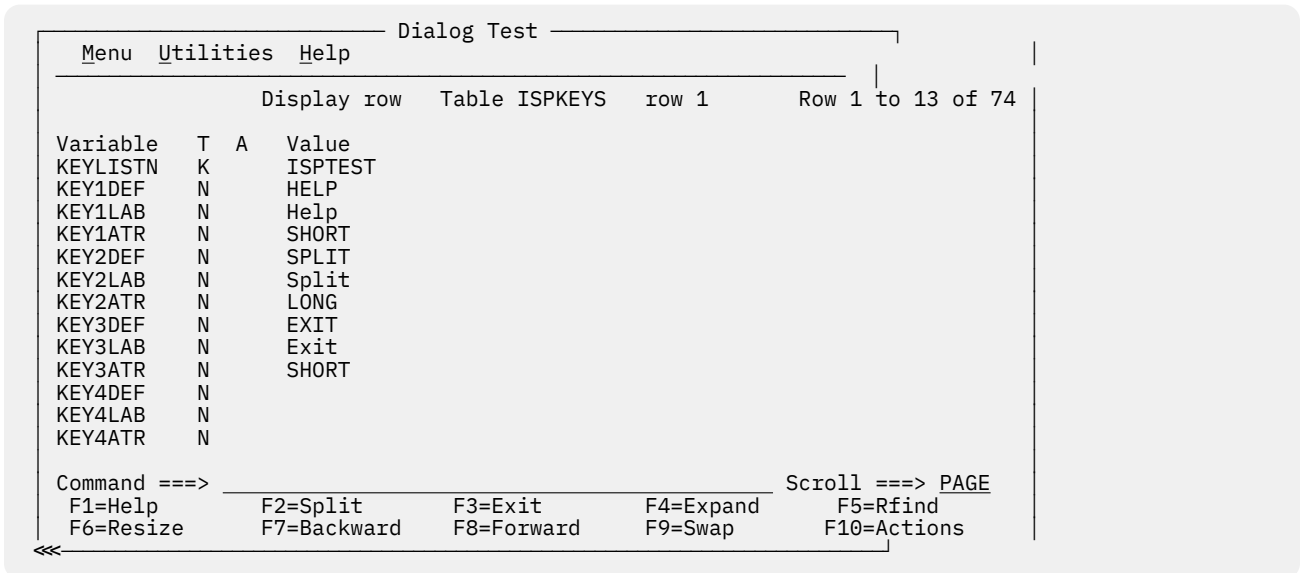 Dialog Test
Menu Utilities Help
Display row Table ISPKEYS row 1 Row 1 to 13 of 74
Variable T A Value
KEYLISTN K ISPTEST
KEY1DEF N HELP
KEY1LAB N Help
KEY1ATR N SHORT
KEY2DEF N SPLIT
KEY2LAB N Split
KEY2ATR N LONG
KEY3DEF N EXIT
KEY3LAB N Exit
KEY3ATR N SHORT
KEY4DEF N
KEY4LAB N
KEY4ATR N
Command ===> Scroll ===> PAGE
F1=Help F2=Split F3=Exit F4=Expand F5=Rfind
F6=Resize F7=Backward F8=Forward F9=Swap F10=Actions
<<<